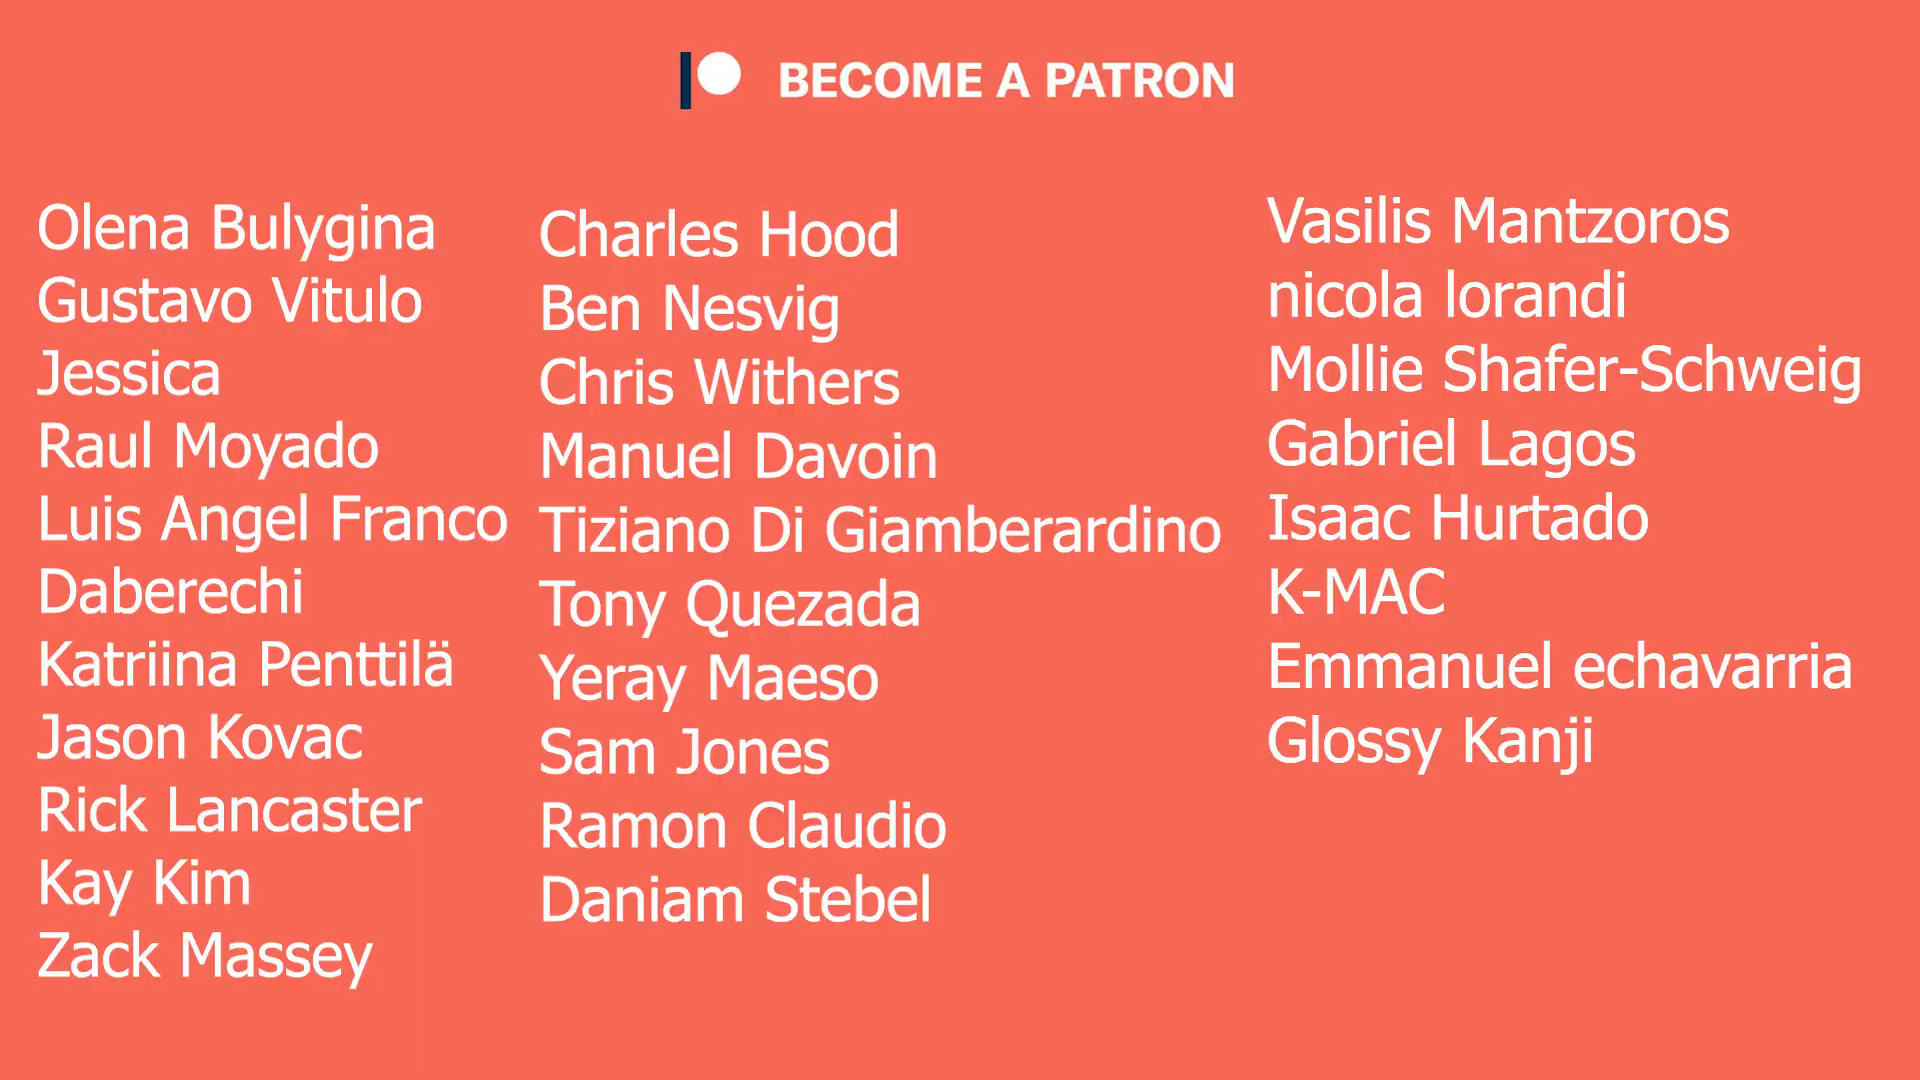 BECOME A PATRON
Olena Bulygina
Gustavo Vitulo
Jessica
Raul Moyado
Luis Angel Franco
Daberechi
Katriina Penttilä
Jason Kovac
Rick Lancaster
Kay Kim
Zack Massey
Charles Hood
Ben Nesvig
Chris Withers
Manuel Davoin
Tiziano Di Giamberardino
Tony Quezada
Yeray Maeso
Sam Jones
Ramon Claudio
Daniam Stebel
Vasilis Mantzoros
nicola lorandi
Mollie Shafer-Schweig
Gabriel Lagos
Isaac Hurtado
K-MAC
Emmanuel echavarria
Glossy Kanji